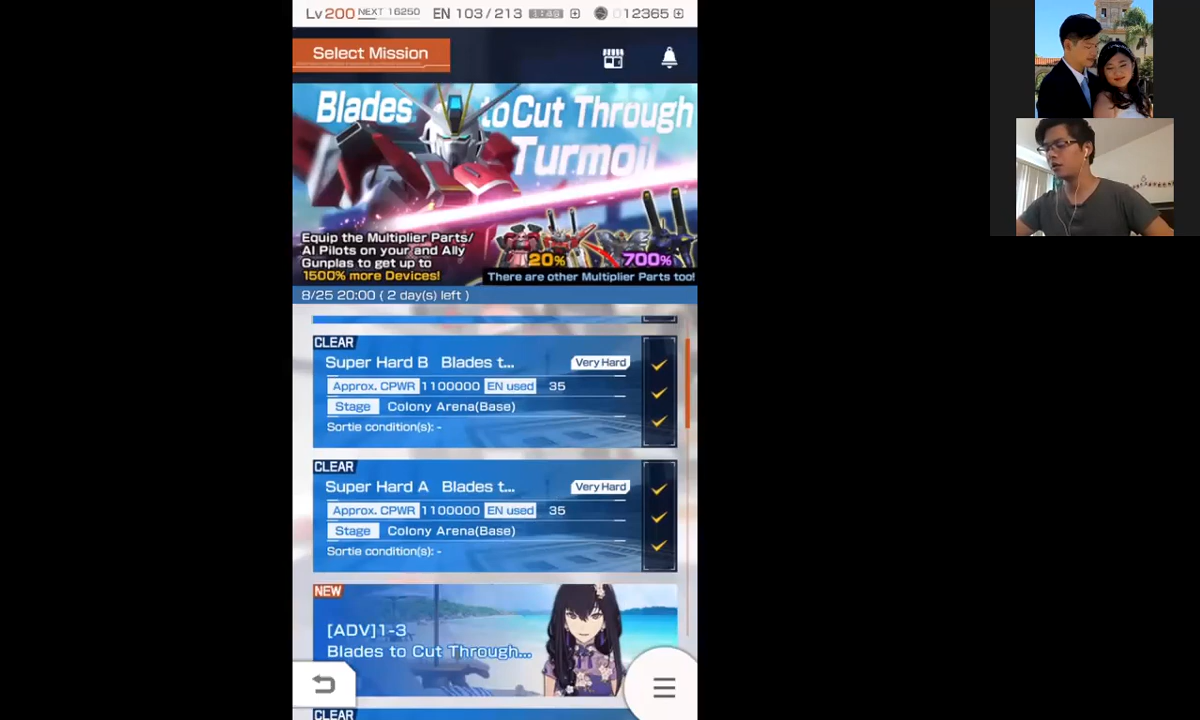 Lv200 NEXT 16250 EN 103/213 1:49 12365
Select Mission
Blades to Cut Through
Turmoil
Equip the Multiplier Parts/
AI Pilots on your and Ally
Gunplas to get up to
1500% more Devices!
20% 700%
There are other Multiplier Parts too!
8/25 20:00 ( 2 day(s) left )
CLEAR
Super Hard B Blades t... Very Hard
Approx. CPWR 1100000 EN used 35
Stage Colony Arena(Base)
Sortie condition(s): -
CLEAR
Super Hard A Blades t... Very Hard
Approx. CPWR 1100000 EN used 35
Stage Colony Arena(Base)
Sortie condition(s): -
NEW
[ADV]1-3
Blades to Cut Through...
CLEAR